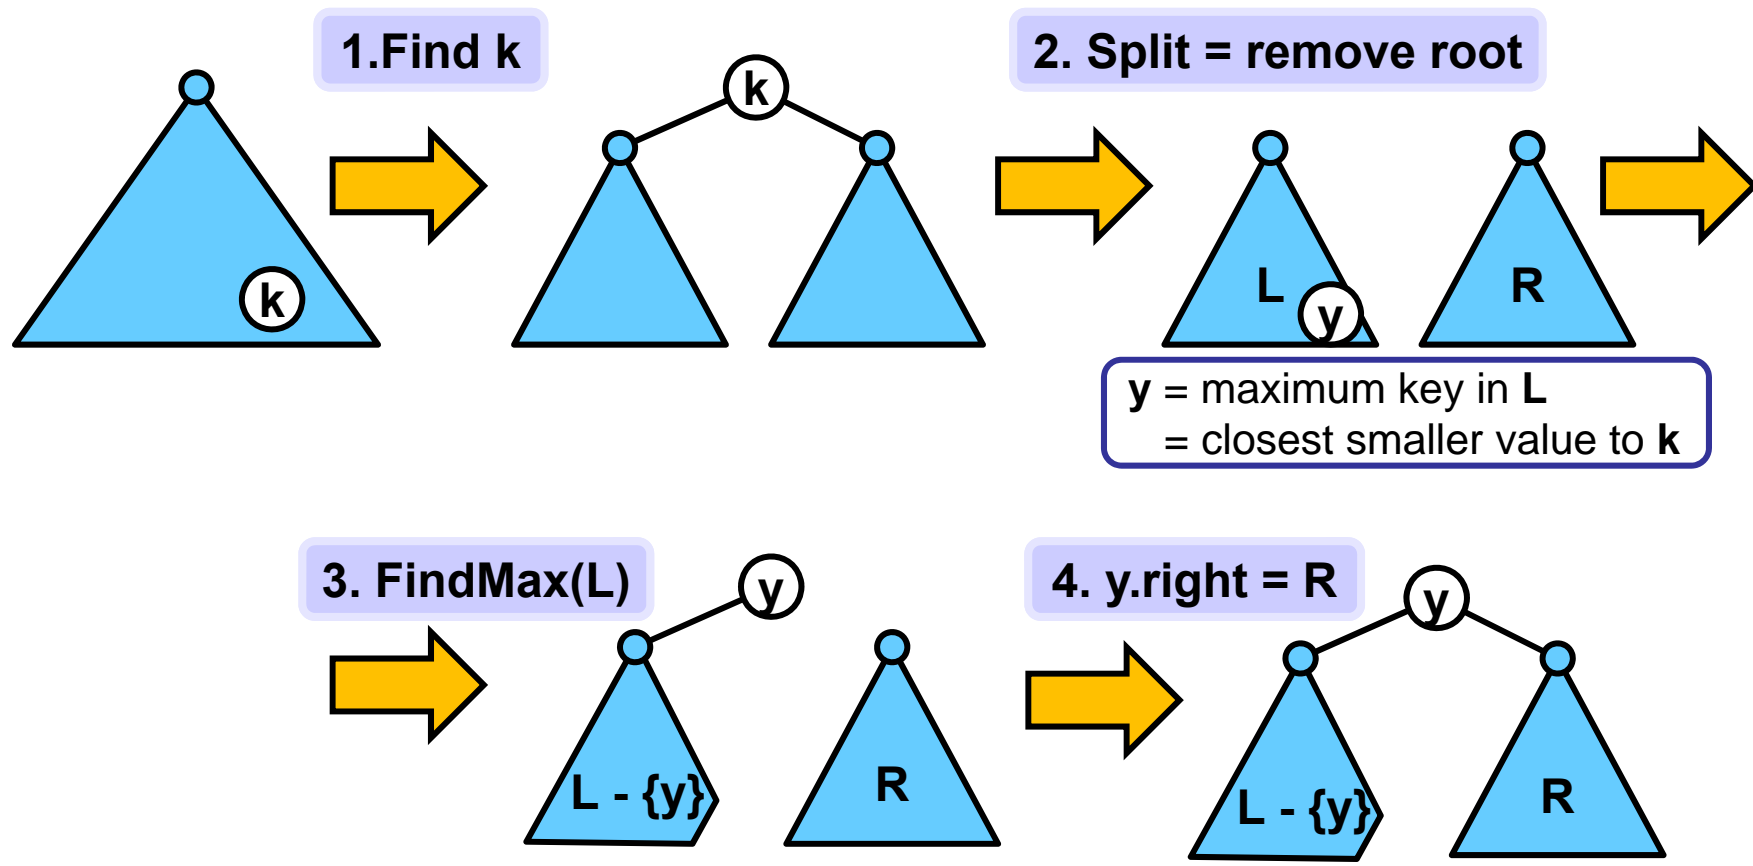 1.Find k
2. Split = remove root
k
k
L
y
R
y = maximum key in L
= closest smaller value to k
3. FindMax(L)
y
L - {y}
R
4. y.right = R
y
L - {y}
R